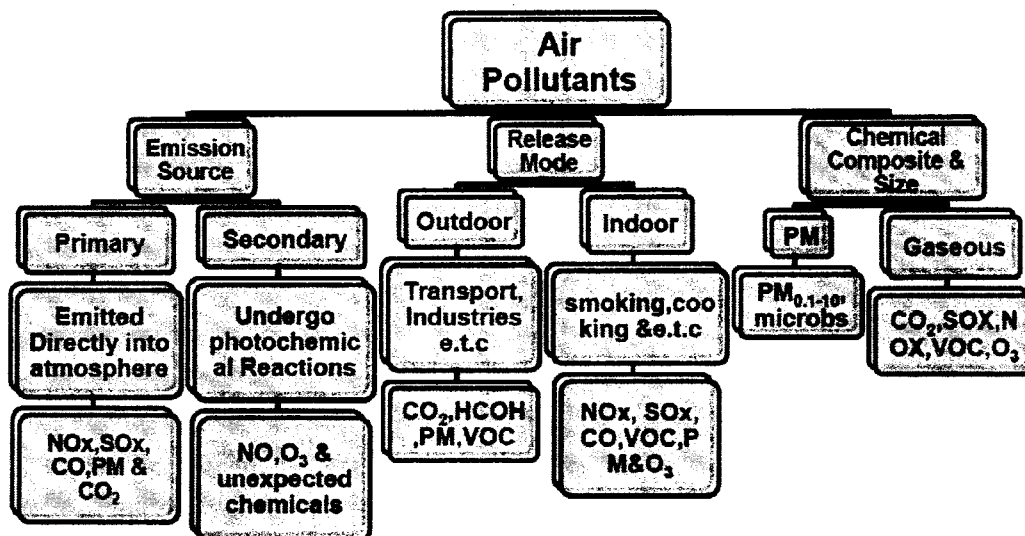 Air
Pollutants
Emission
Source
Release
Mode
Chemical
Composite &
Size
Primary
Secondary
Outdoor
Indoor
PM
Gaseous
Emitted
Directly into
atmosphere
Undergo
photochemic
al Reactions
Transport,
Industries
e.t.c
smoking,coo
king &e.t.c
PM0.1-10,
microbs
CO2,SOX,N
OX,VOC,O3
NOx,SOx,
CO,PM &
CO2
NO,O3 &
unexpected
chemicals
CO2,HCOH
,PM,VOC
NOx, SOx,
CO,VOC,P
M&O3